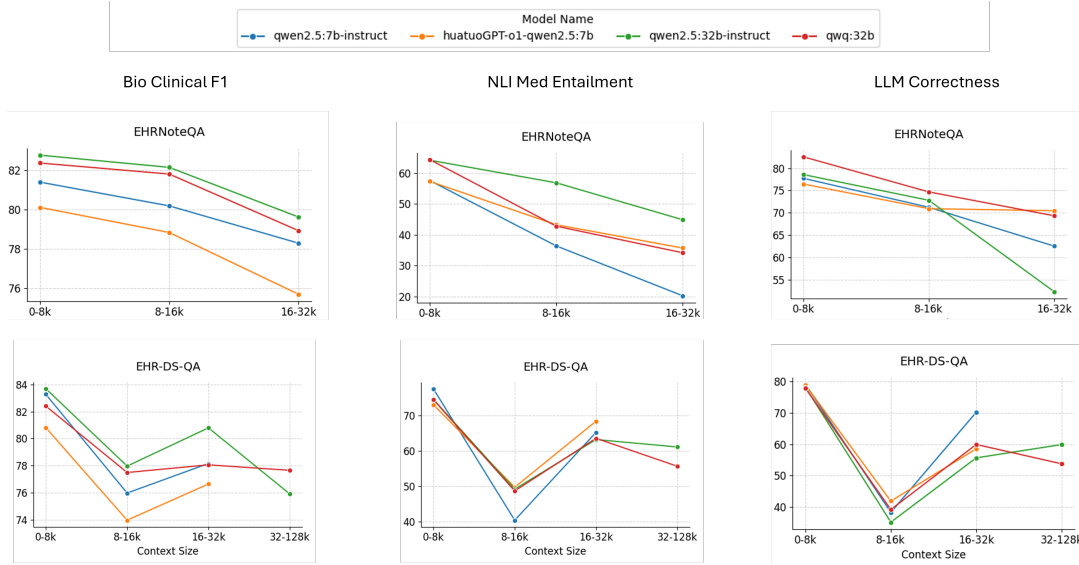 Model Name
qwen2.5:7b-instruct huatuoGPT-o1-qwen2.5:7b qwen2.5:32b-instruct qwq:32b
Bio Clinical F1 NLI Med Entailment LLM Correctness
EHRNoteQA
82
80
78
76
0-8k 8-16k 16-32k
EHRNoteQA
60
50
40
30
20
0-8k 8-16k 16-32k
EHRNoteQA
80
75
70
65
60
55
0-8k 8-16k 16-32k
EHR-DS-QA
84
82
80
78
76
74
0-8k 8-16k 16-32k 32-128k
Context Size
EHR-DS-QA
70
60
50
40
0-8k 8-16k 16-32k 32-128k
Context Size
EHR-DS-QA
80
70
60
50
40
0-8k 8-16k 16-32k 32-128k
Context Size